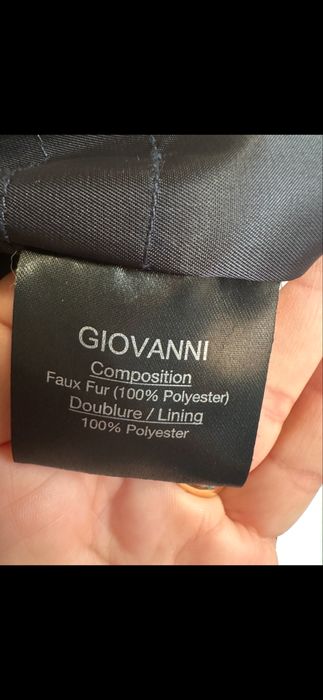 GIOVANNI
Composition
Faux Fur (100% Polyester)
Doublure / Lining
100% Polyester